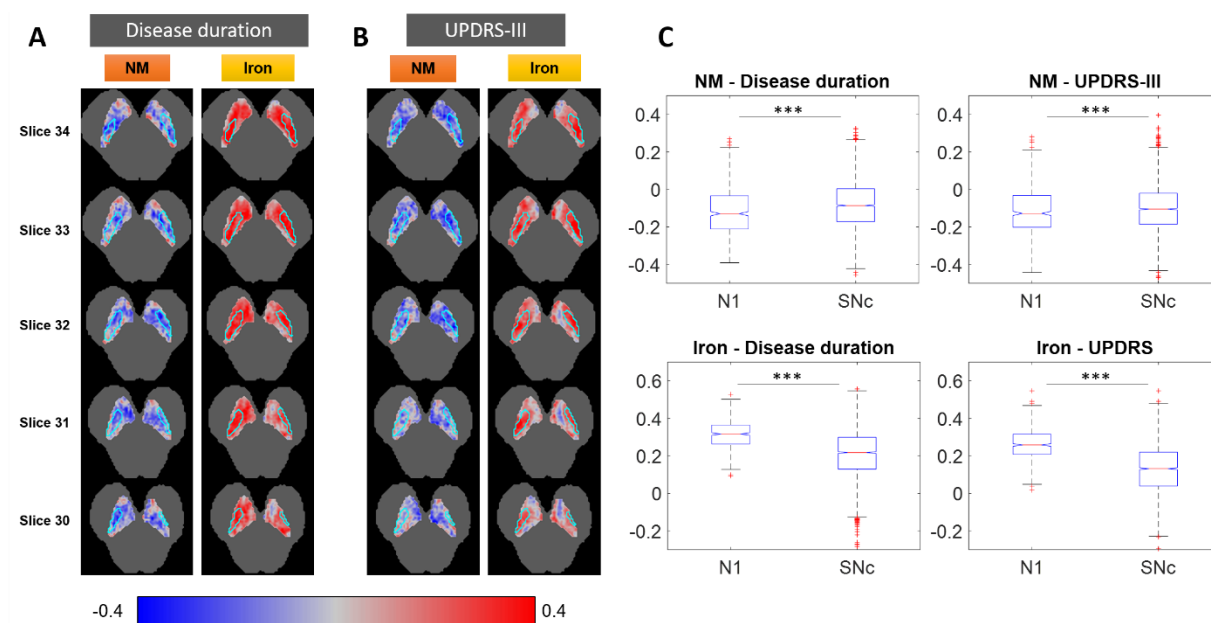 A
Disease duration
NM
Iron
Slice 34
Slice 33
Slice 32
Slice 31
Slice 30
B
UPDRS-III
NM
Iron
-0.4
0.4
C
NM - Disease duration
***
0.4
0.2
0
-0.2
-0.4
N1
SNc
NM - UPDRS-III
***
0.4
0.2
0
-0.2
-0.4
N1
SNc
Iron - Disease duration
***
0.6
0.4
0.2
0
-0.2
N1
SNc
Iron - UPDRS
***
0.6
0.4
0.2
0
-0.2
N1
SNc